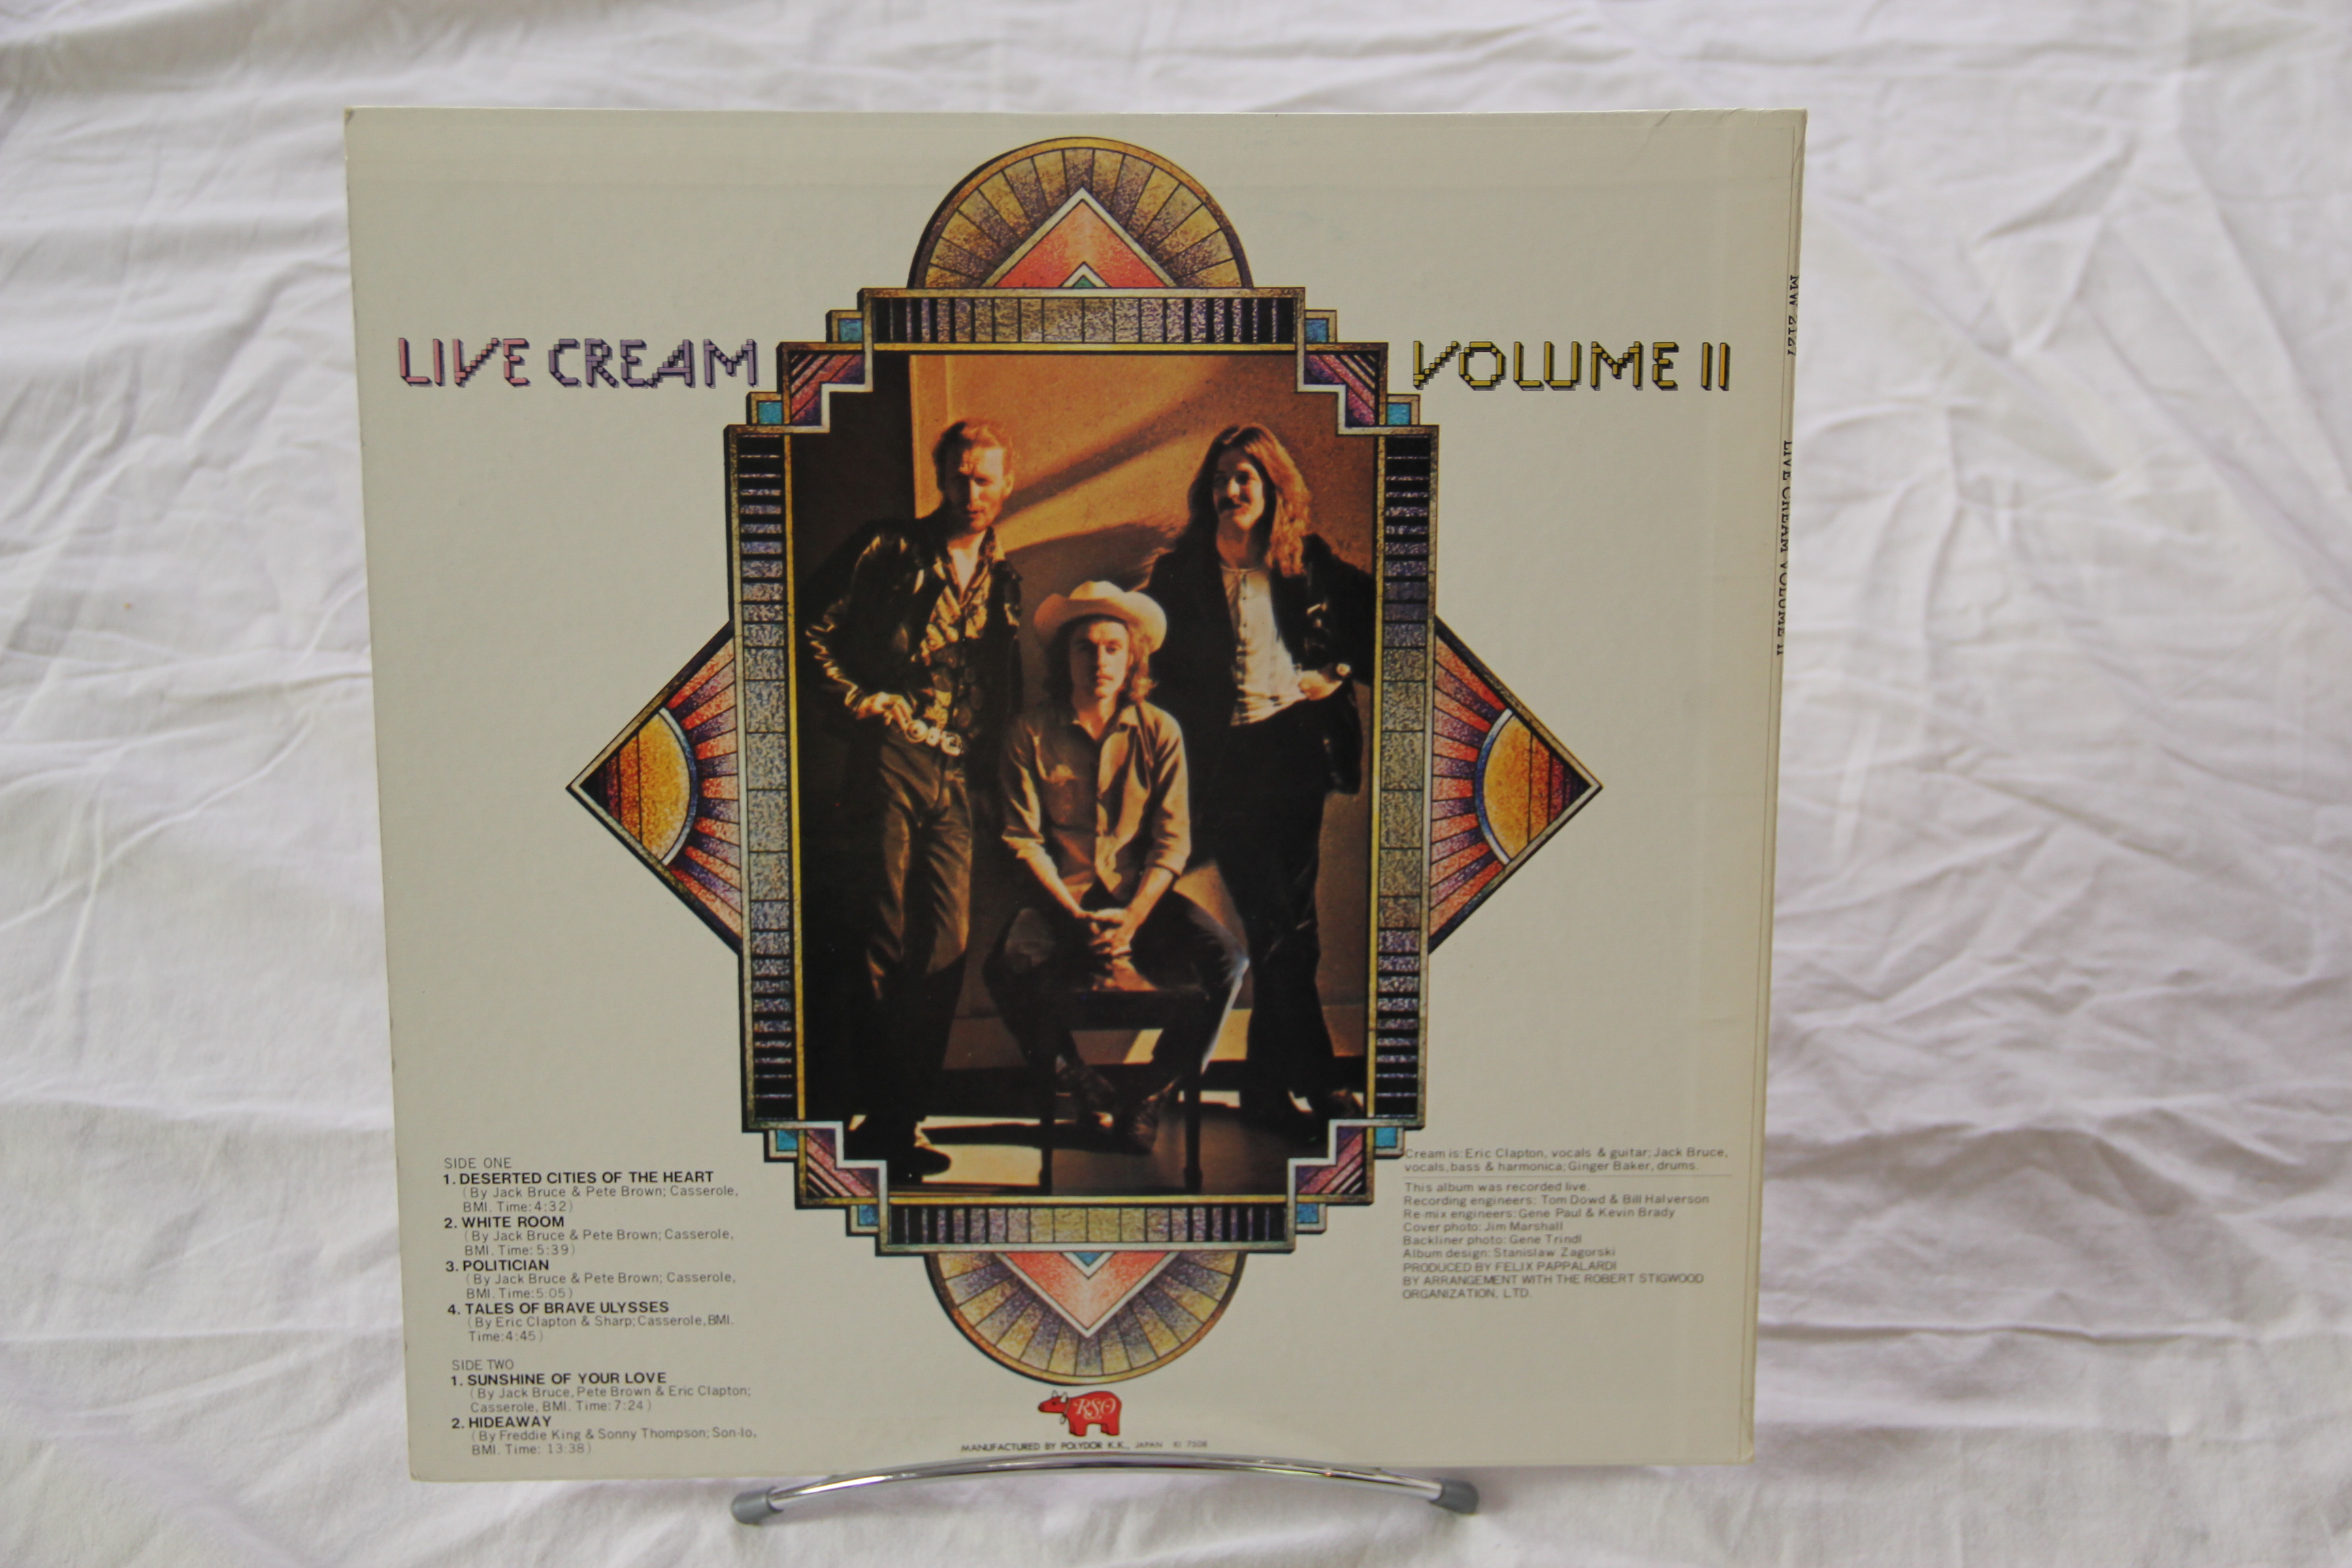 LIVE CREAM
VOLUME II
MW 2127
LIVE CREAM VOLUME II
SIDE ONE
1. DESERTED CITIES OF THE HEART
(By Jack Bruce & Pete Brown; Casserole,
BMI. Time: 4:32)
2. WHITE ROOM
(By Jack Bruce & Pete Brown; Casserole,
BMI. Time: 5:39)
3. POLITICIAN
(By Jack Bruce & Pete Brown; Casserole,
BMI. Time: 5:05)
4. TALES OF BRAVE ULYSSES
(By Eric Clapton & Sharp; Casserole, BMI.
Time: 4:45)
SIDE TWO
1. SUNSHINE OF YOUR LOVE
(By Jack Bruce, Pete Brown & Eric Clapton;
Casserole, BMI. Time: 7:24)
2. HIDEAWAY
(By Freddie King & Sonny Thompson; Son-lo,
BMI. Time: 13:38)
Cream is: Eric Clapton, vocals & guitar; Jack Bruce,
vocals, bass & harmonica; Ginger Baker, drums.
This album was recorded live.
Recording engineers: Tom Dowd & Bill Halverson
Re-mix engineers: Gene Paul & Kevin Brady
Cover photo: Jim Marshall
Backliner photo: Gene Trindl
Album design: Stanislaw Zagorski
PRODUCED BY FELIX PAPPALARDI
BY ARRANGEMENT WITH THE ROBERT STIGWOOD
ORGANIZATION, LTD.
RSO
MANUFACTURED BY POLYDOR K.K., JAPAN